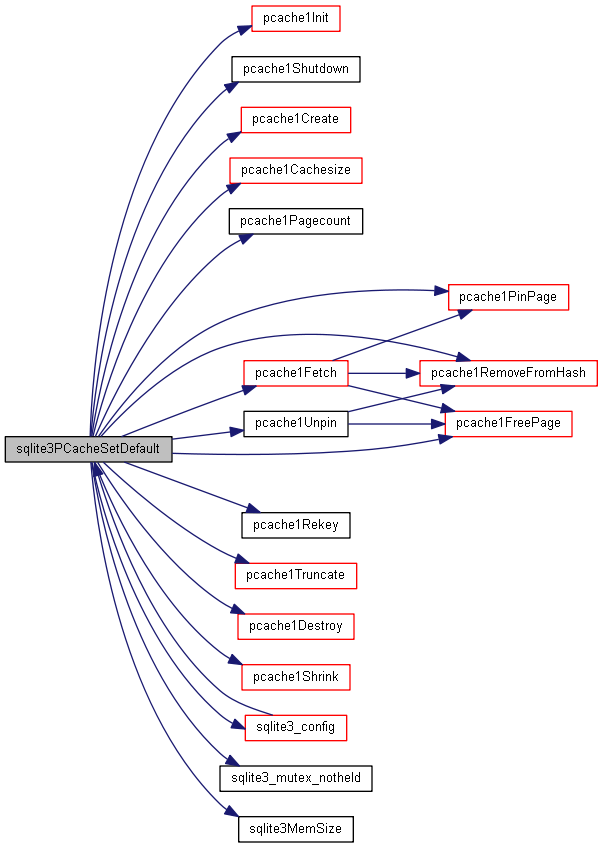 pcache1Init
pcache1Shutdown
pcache1Create
pcache1Cachesize
pcache1Pagecount
pcache1PinPage
pcache1Fetch
pcache1RemoveFromHash
pcache1Unpin
pcache1FreePage
sqlite3PCacheSetDefault
pcache1Rekey
pcache1Truncate
pcache1Destroy
pcache1Shrink
sqlite3_config
sqlite3_mutex_notheld
sqlite3MemSize